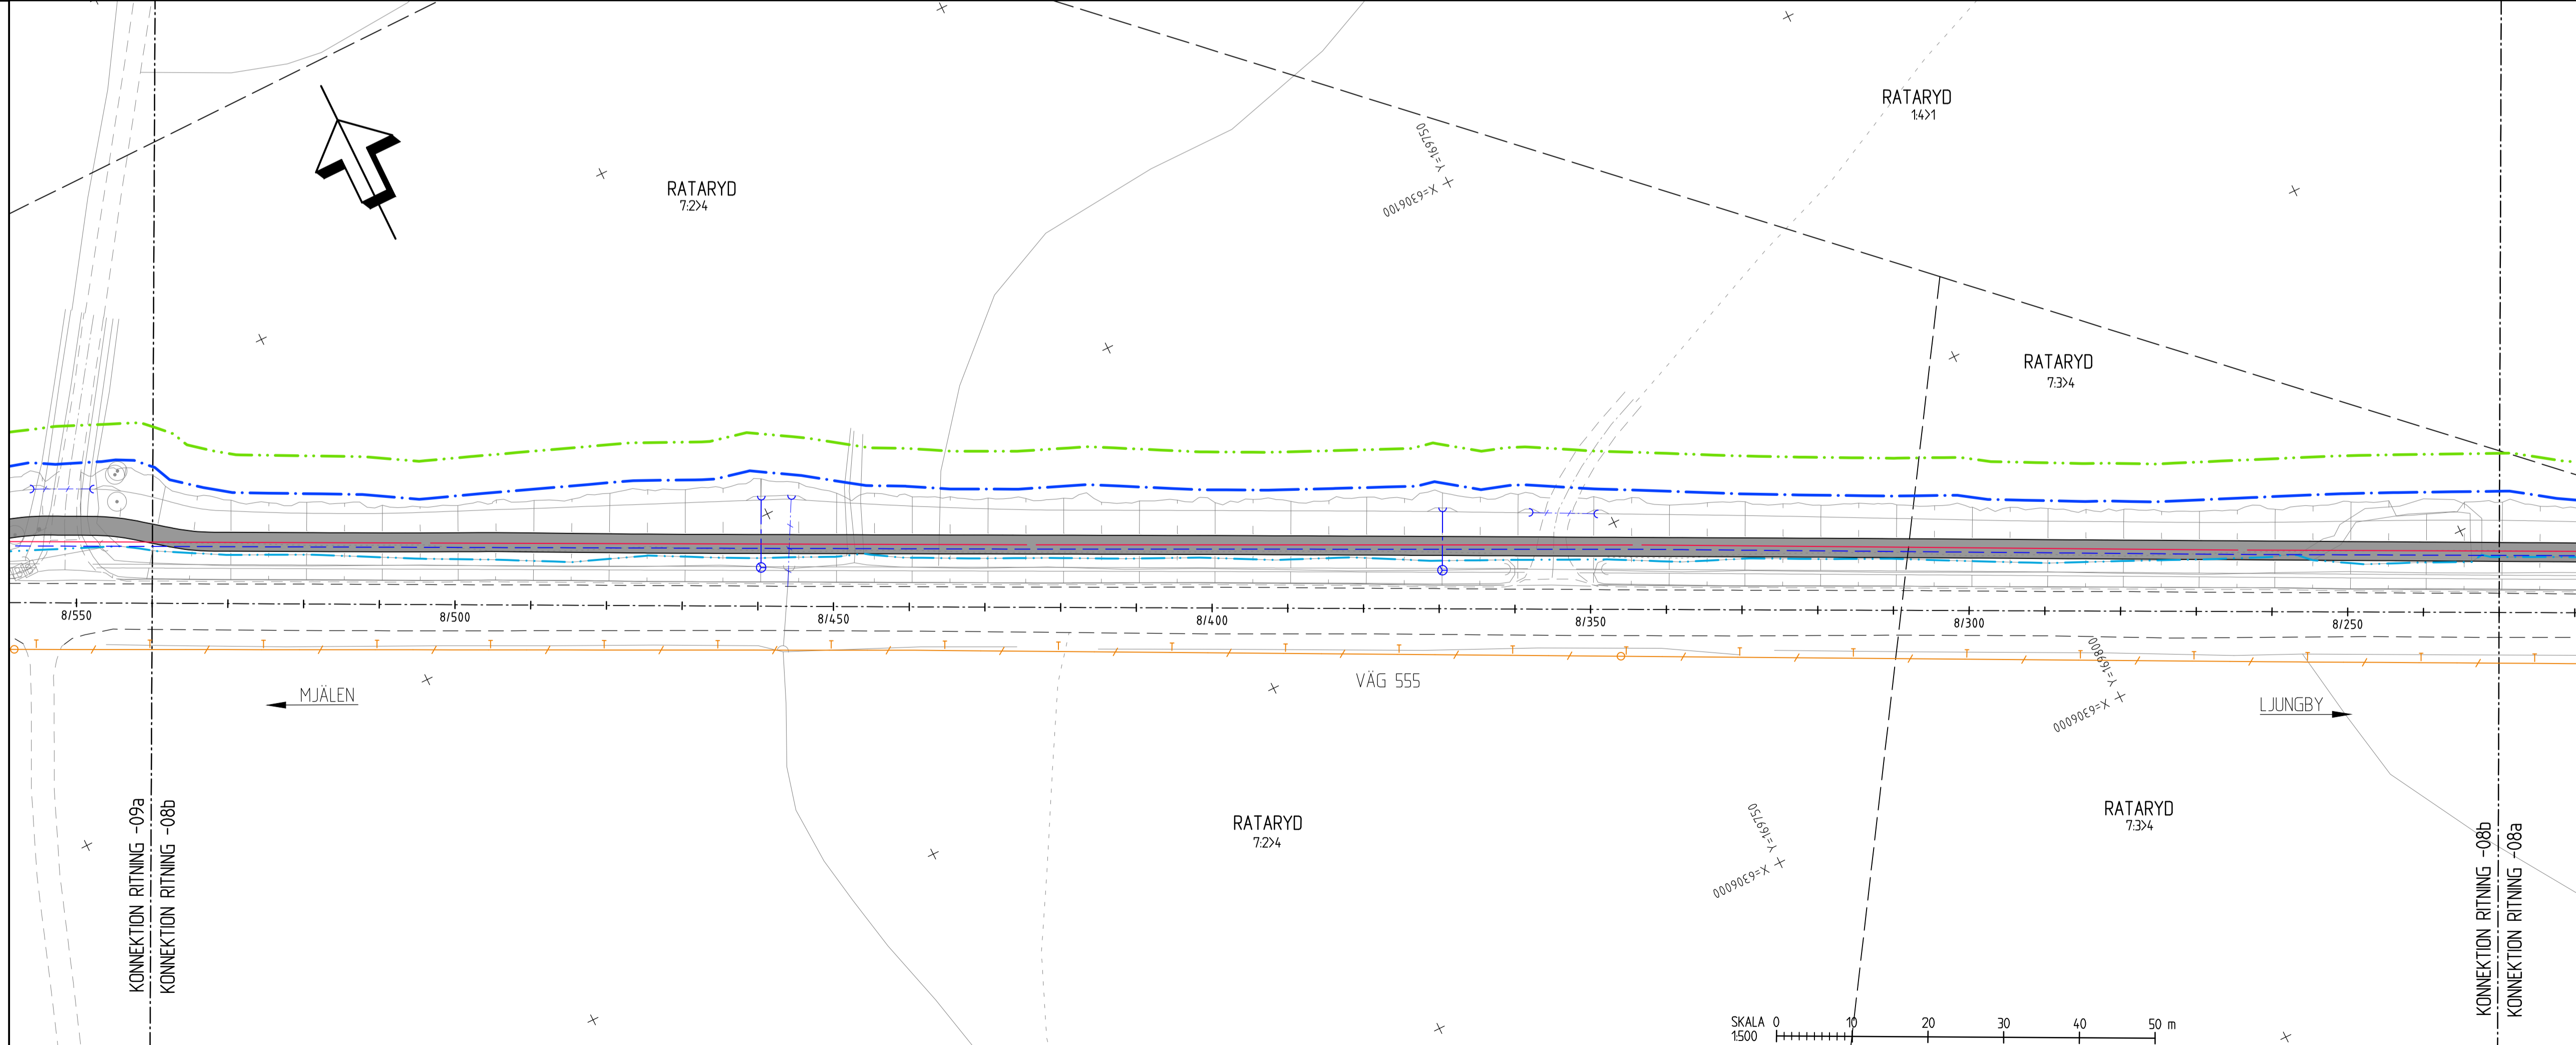 RATARYD
1:4>1
RATARYD
7:2>4
Y=169750
X=6306100
RATARYD
7:3>4
8/550
8/500
8/450
8/400
8/350
8/300
8/250
MJÄLEN
VÄG 555
Y=169800
X=6306000
LJUNGBY
RATARYD
7:2>4
RATARYD
7:3>4
Y=169750
X=6306000
KONNEKTION RITNING -09a
KONNEKTION RITNING -08b
KONNEKTION RITNING -08b
KONNEKTION RITNING -08a
SKALA 0 10 20 30 40 50 m
1:500